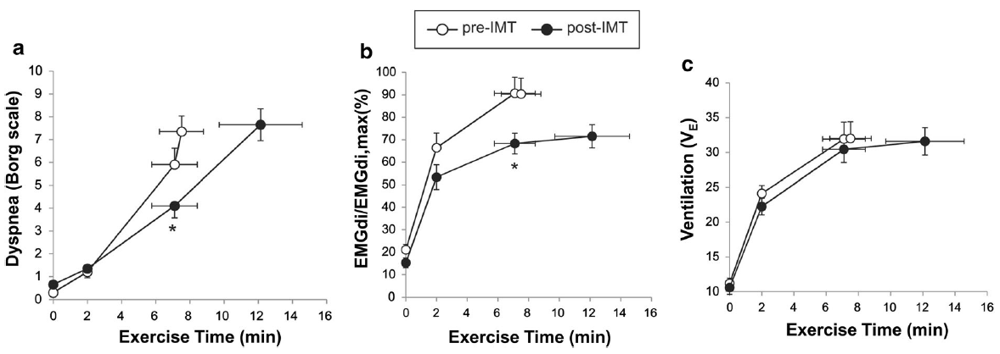 pre-IMT post-IMT
a
Dyspnea (Borg scale)
10
9
8
7
6
5
4
3
2
1
0
*
0 2 4 6 8 10 12 14 16
Exercise Time (min)
b
EMGdi/EMGdi,max(%)
100
90
80
70
60
50
40
30
20
10
0
*
0 2 4 6 8 10 12 14 16
Exercise Time (min)
c
Ventilation (VE)
40
35
30
25
20
15
10
0 2 4 6 8 10 12 14 16
Exercise Time (min)